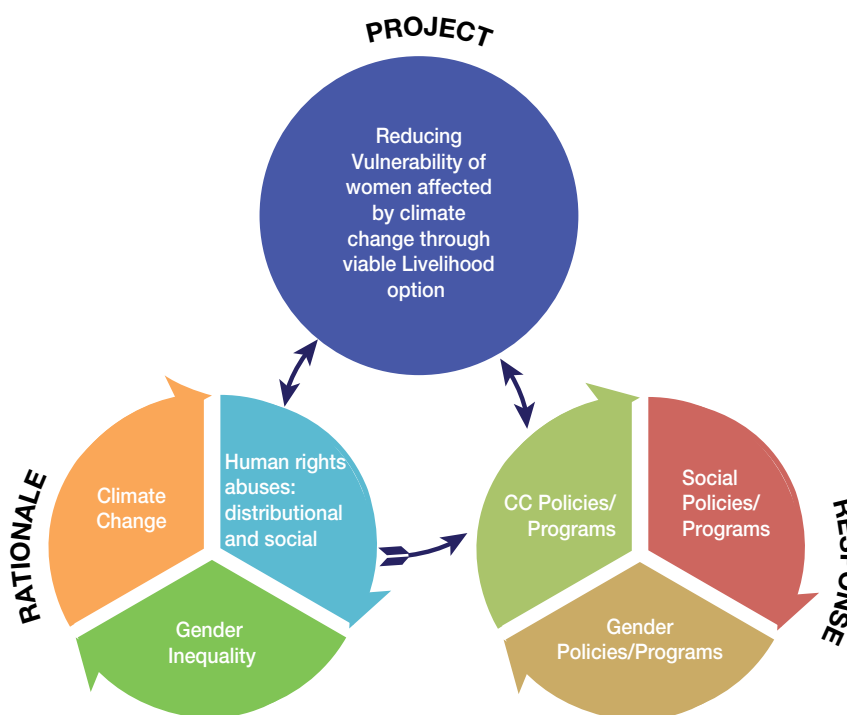 PROJECT
Reducing
Vulnerability of
women affected
by climate
change through
viable Livelihood
option
RATIONALE
Climate
Change
Human rights
abuses:
distributional
and social
Gender
Inequality
CC Policies/
Programs
Social
Policies/
Programs
Gender
Policies/Programs
RESPONSE